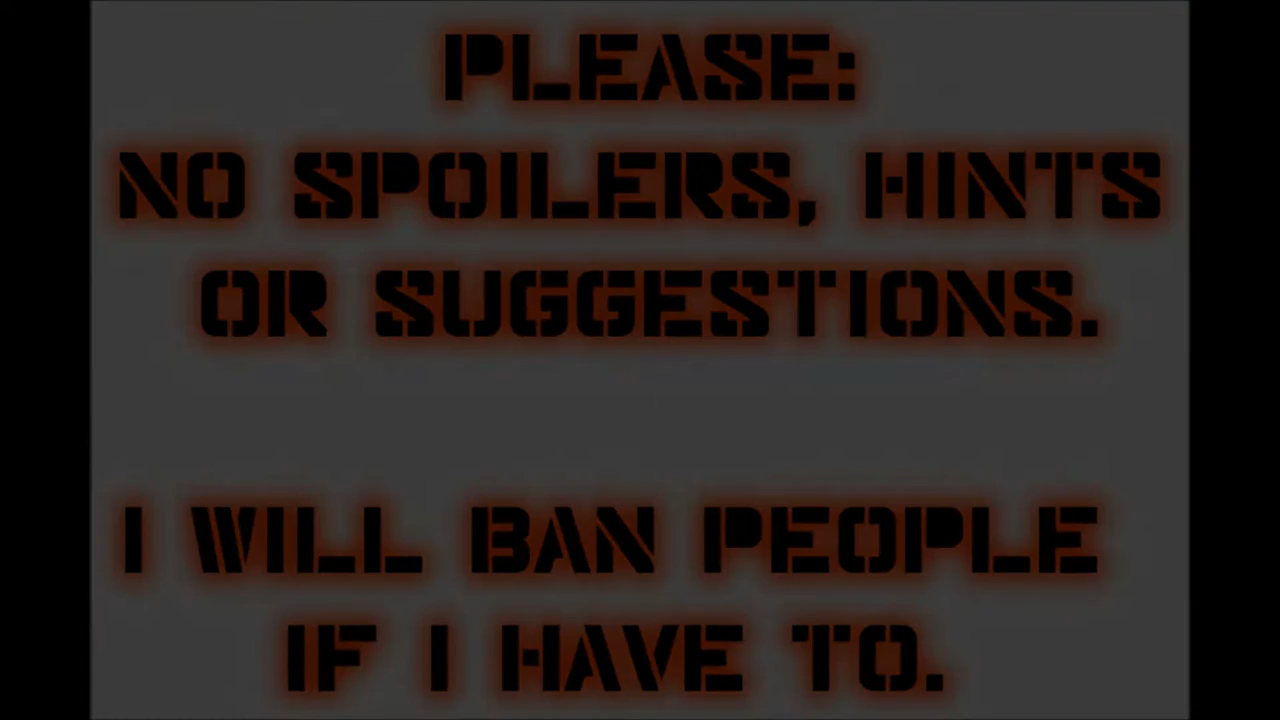 PLEASE:
NO SPOILERS, HINTS
OR SUGGESTIONS.
I WILL BAN PEOPLE
IF I HAVE TO.